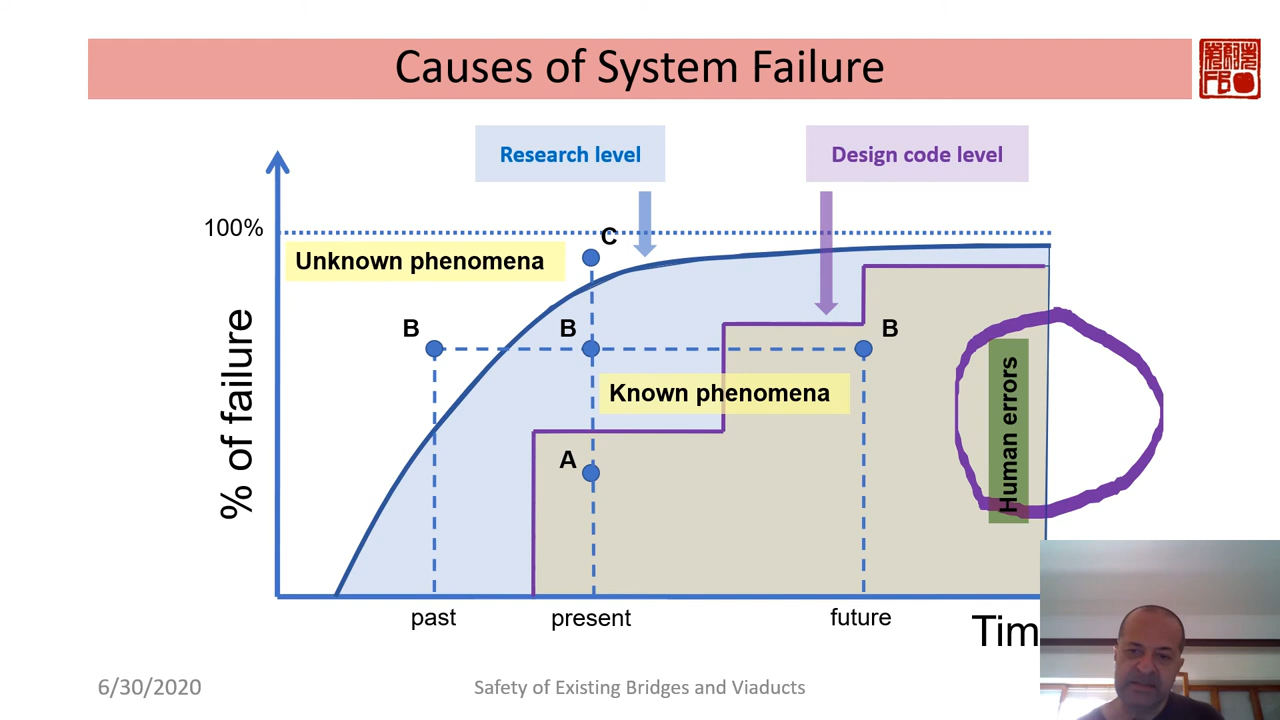 Causes of System Failure
Research level
Design code level
100%
C
Unknown phenomena
B
B
B
Known phenomena
A
% of failure
Human errors
past
present
future
Tim
6/30/2020
Safety of Existing Bridges and Viaducts